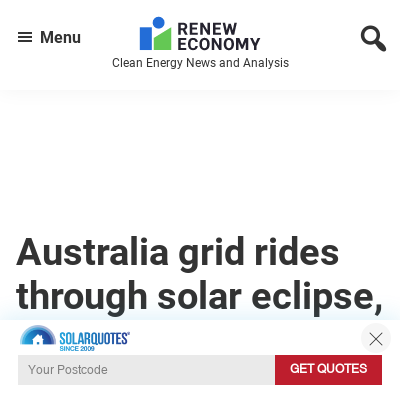 Menu
RENEW
ECONOMY
Clean Energy News and Analysis
Australia grid rides
through solar eclipse,
SOLARQUOTES
SINCE 2009
Your Postcode
GET QUOTES